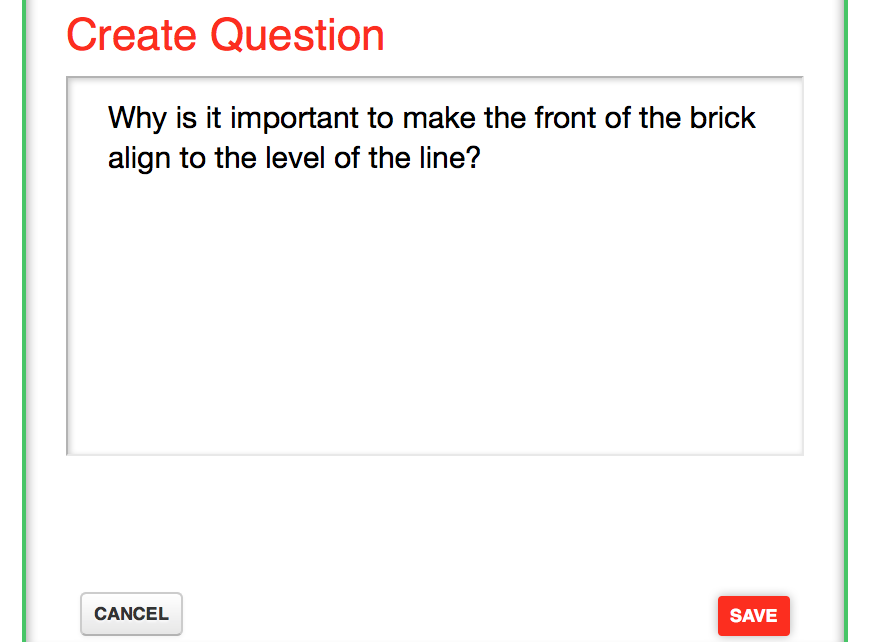 Create Question
Why is it important to make the front of the brick
align to the level of the line?
CANCEL
SAVE